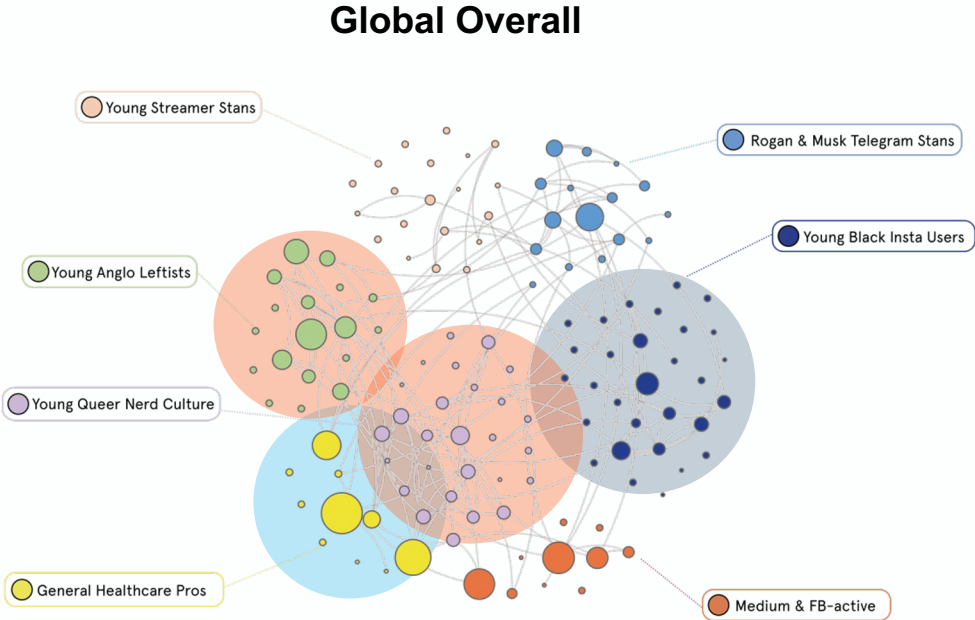 Global Overall
Young Streamer Stans
Rogan & Musk Telegram Stans
Young Black Insta Users
Young Anglo Leftists
Young Queer Nerd Culture
General Healthcare Pros
Medium & FB-active